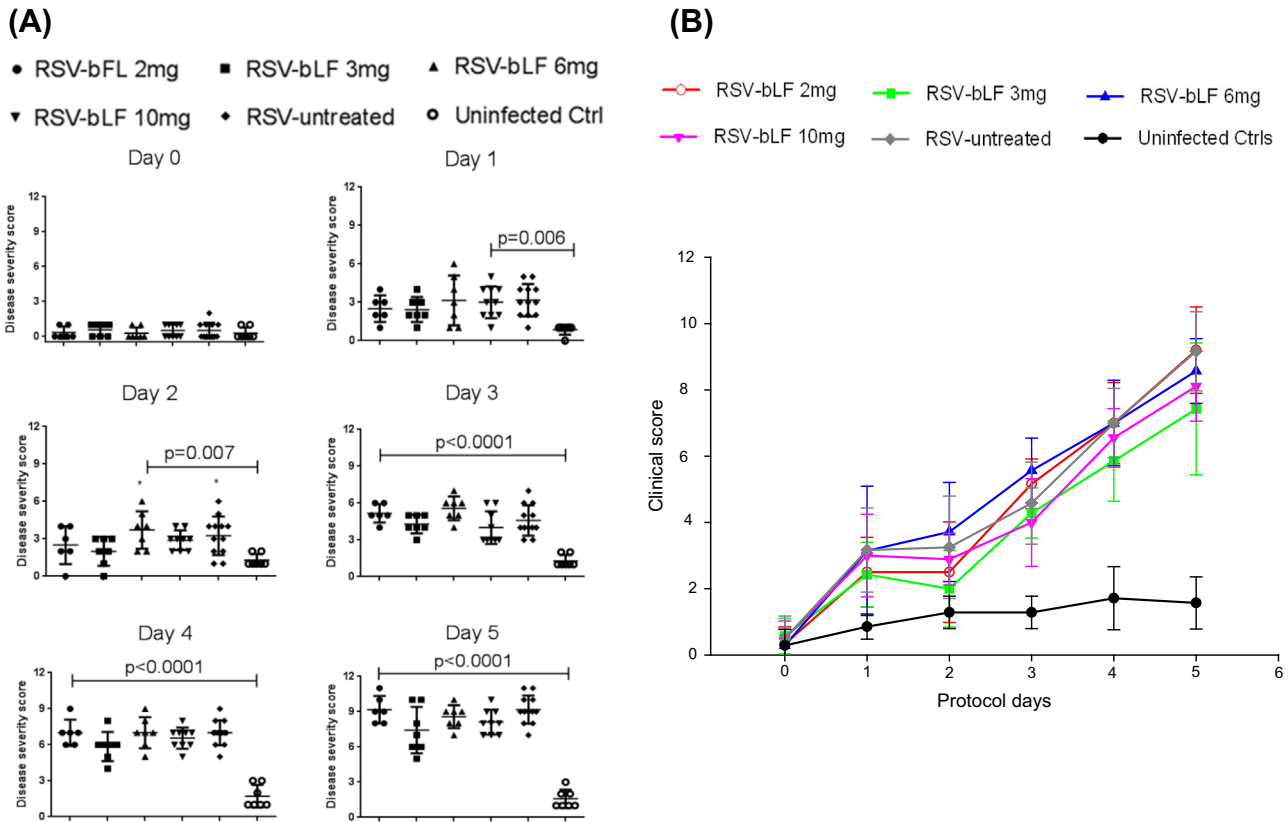 (A)
RSV-bFL 2mg RSV-bLF 3mg RSV-bLF 6mg
RSV-bLF 10mg RSV-untreated Uninfected Ctrl
Day 0
Disease severity score
12
9
6
3
0
Day 1
Disease severity score
12
9
6
3
0
p=0.006
Day 2
Disease severity score
12
9
6
3
0
p=0.007
*
*
Day 3
Disease severity score
12
9
6
3
0
p<0.0001
Day 4
Disease severity score
12
9
6
3
0
p<0.0001
Day 5
Disease severity score
12
9
6
3
0
p<0.0001
(B)
RSV-bLF 2mg RSV-bLF 3mg RSV-bLF 6mg
RSV-bLF 10mg RSV-untreated Uninfected Ctrls
Clinical score
12
10
8
6
4
2
0
0 1 2 3 4 5 6
Protocol days